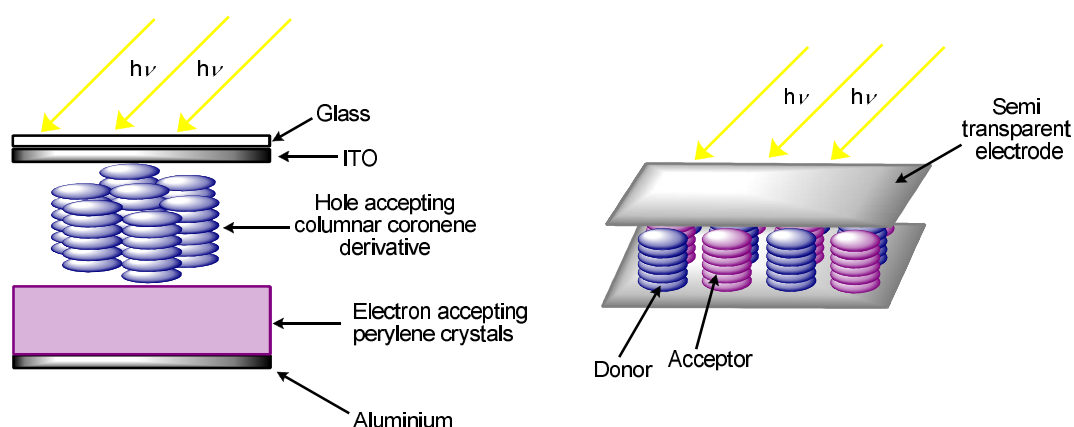 hν
hν
Glass
ITO
Hole accepting
columnar coronene
derivative
Electron accepting
perylene crystals
Aluminium
hν
hν
Semi
transparent
electrode
Donor
Acceptor